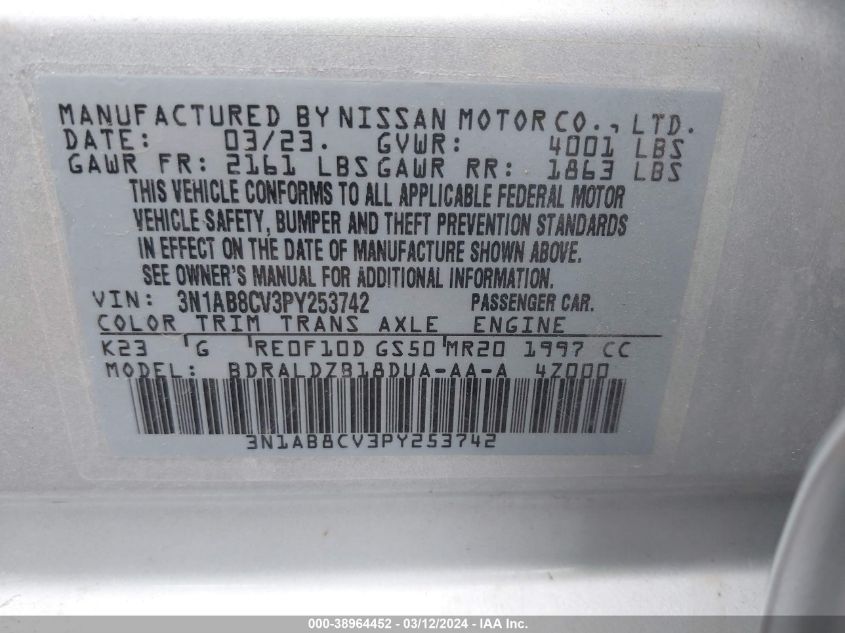 MANUFACTURED BY NISSAN MOTOR CO., LTD.
DATE: 03/23. GVWR: 4001 LBS
GAWR FR: 2161 LBS GAWR RR: 1863 LBS
THIS VEHICLE CONFORMS TO ALL APPLICABLE FEDERAL MOTOR
VEHICLE SAFETY, BUMPER AND THEFT PREVENTION STANDARDS
IN EFFECT ON THE DATE OF MANUFACTURE SHOWN ABOVE.
SEE OWNER'S MANUAL FOR ADDITIONAL INFORMATION.
VIN: 3N1AB8CV3PY253742 PASSENGER CAR.
COLOR TRIM TRANS AXLE ENGINE
K23 G RE0F10D GS50 MR20 1997 CC
MODEL: BDRALDZB18DUA-AA-A 4Z000
3N1AB8CV3PY253742
000-38964452 - 03/12/2024 - IAA Inc.